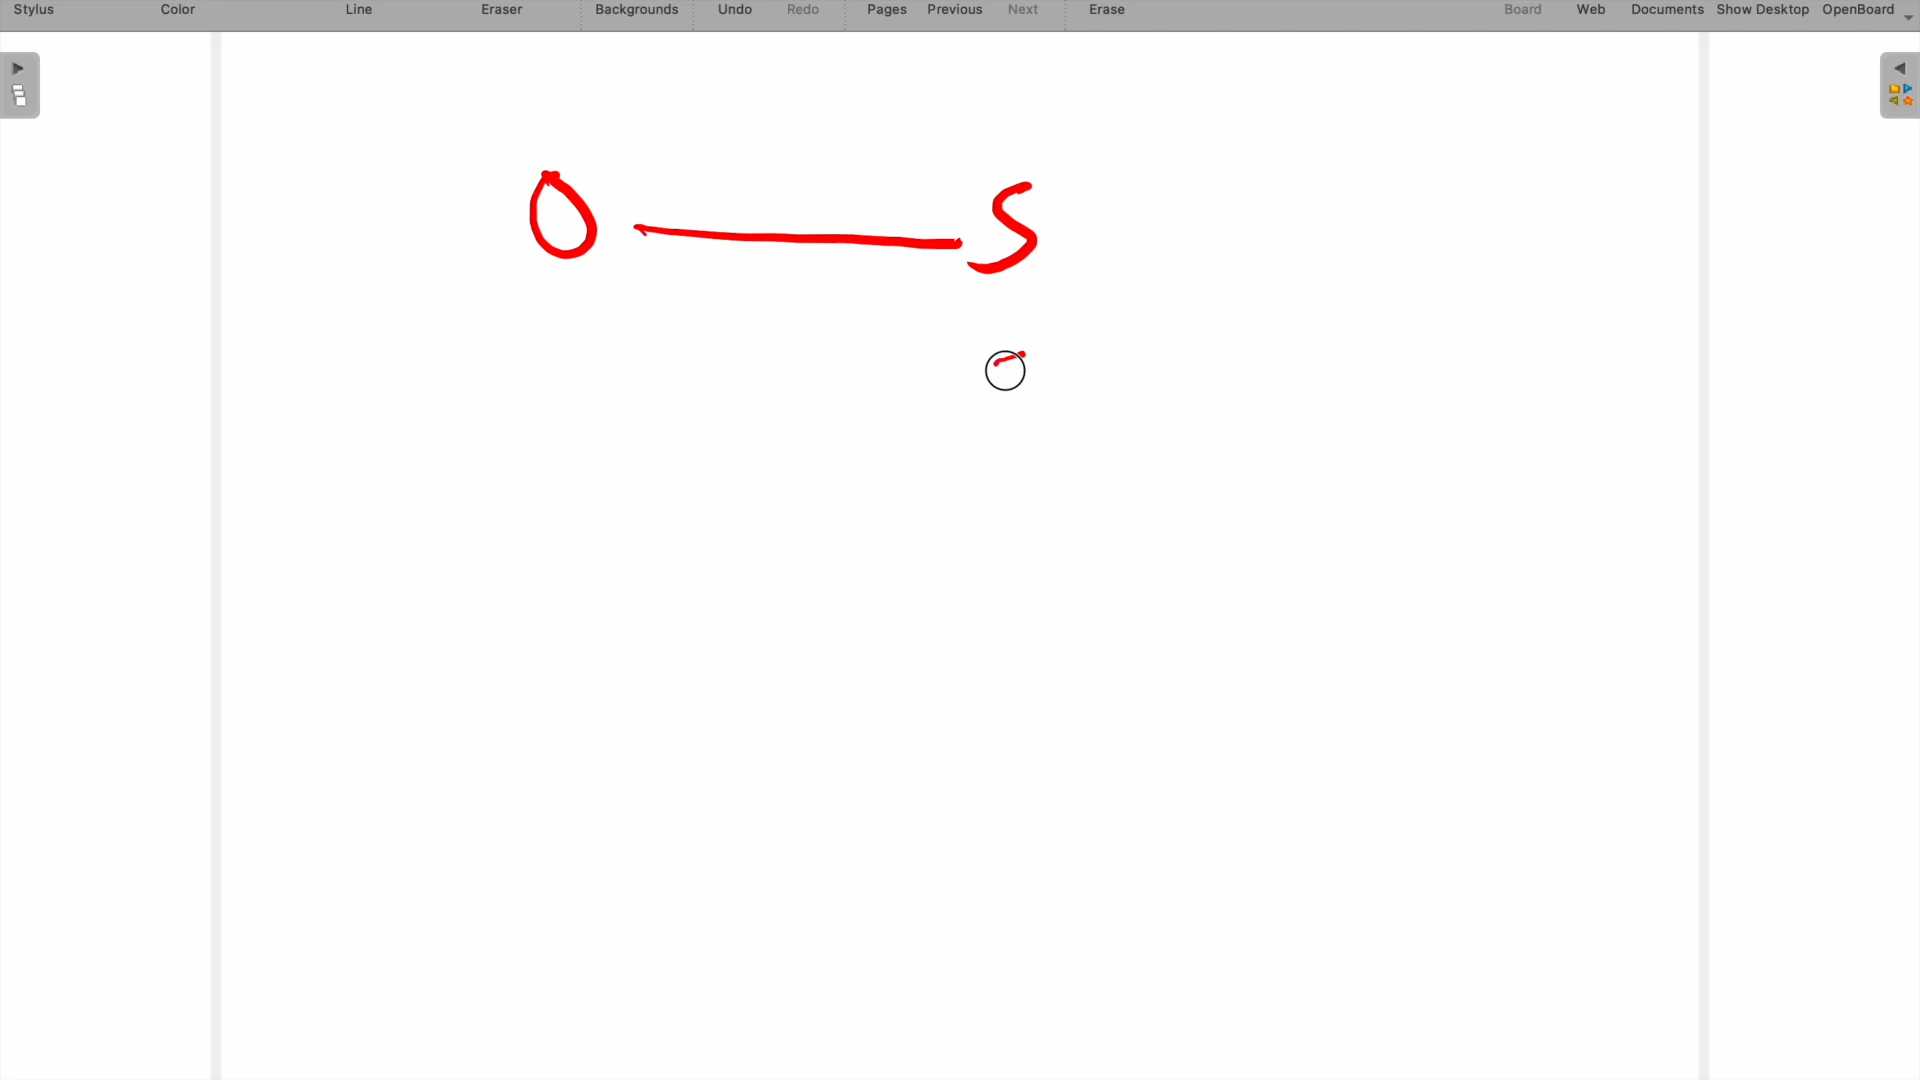 Stylus Color Line Eraser Backgrounds Undo Redo Pages Previous Next Erase Board Web Documents Show Desktop OpenBoard
O — S